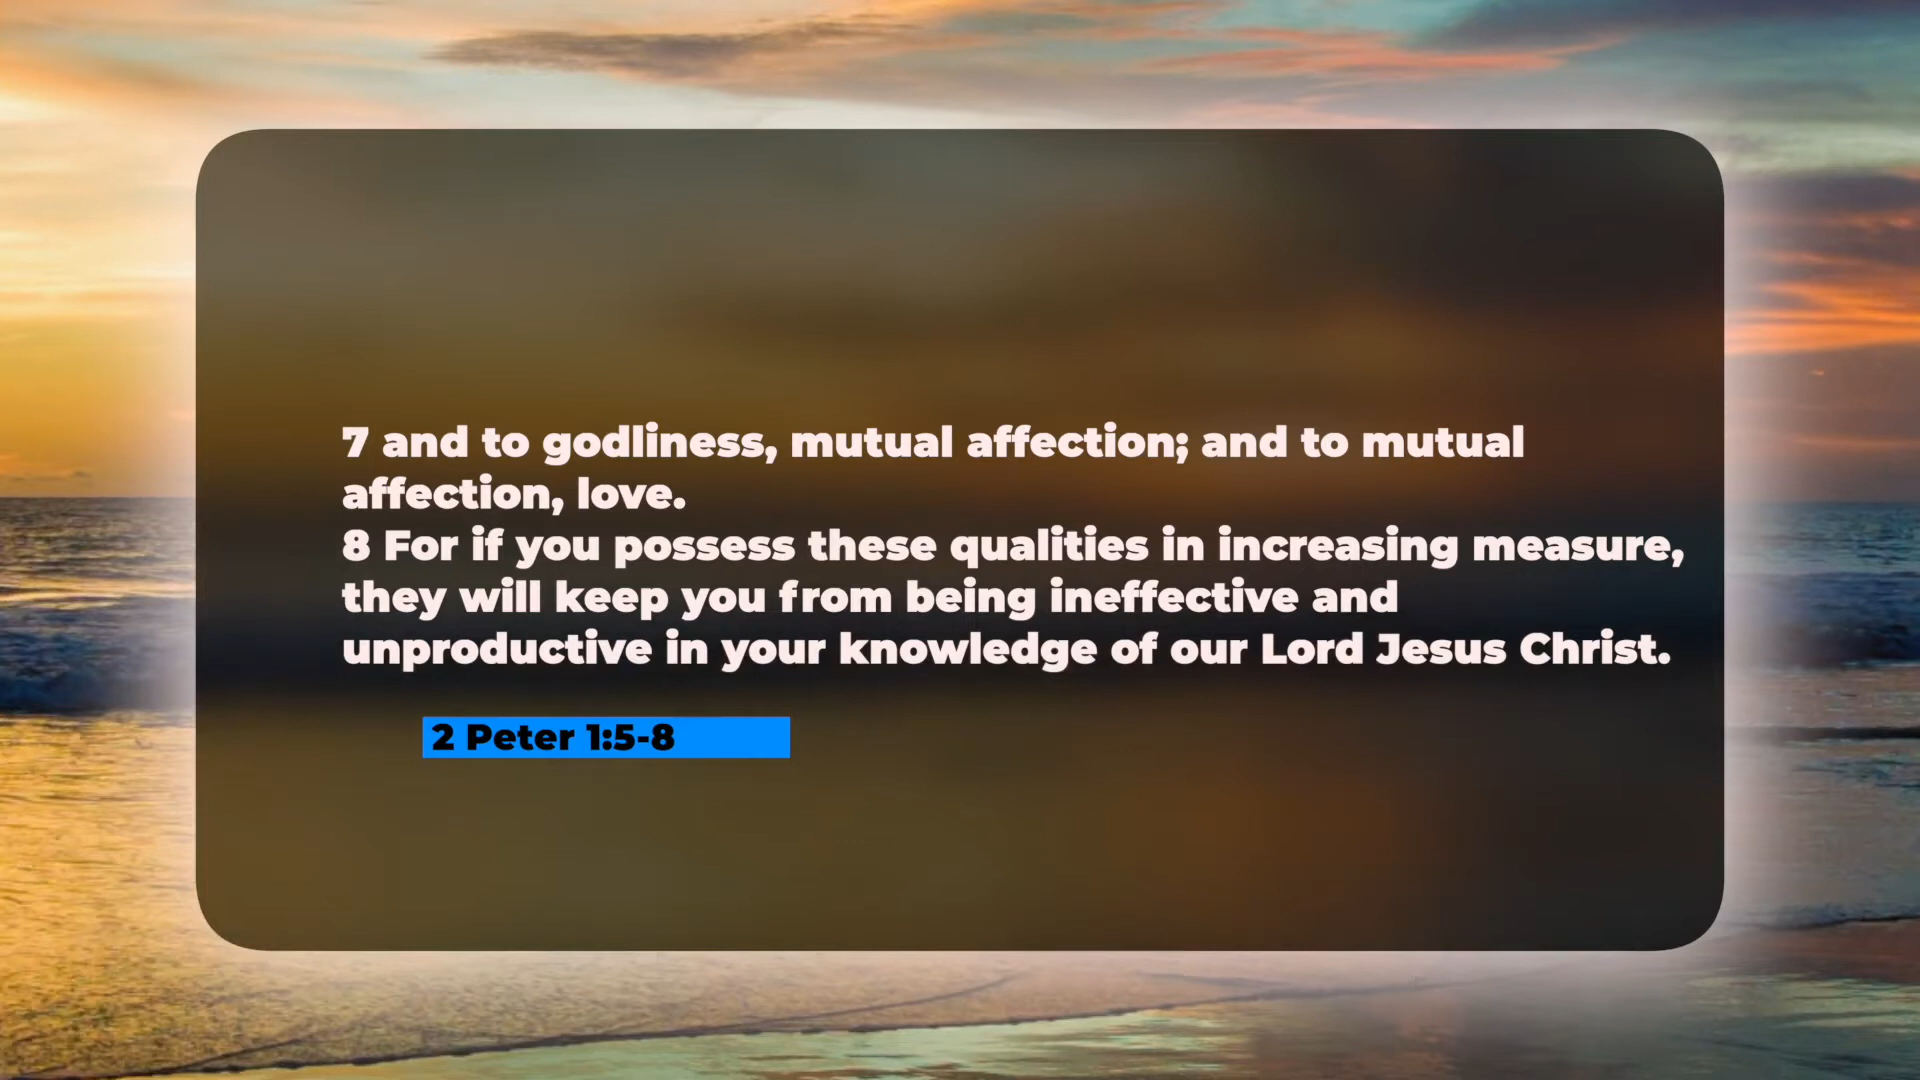 7 and to godliness, mutual affection; and to mutual
affection, love.
8 For if you possess these qualities in increasing measure,
they will keep you from being ineffective and
unproductive in your knowledge of our Lord Jesus Christ.
2 Peter 1:5-8